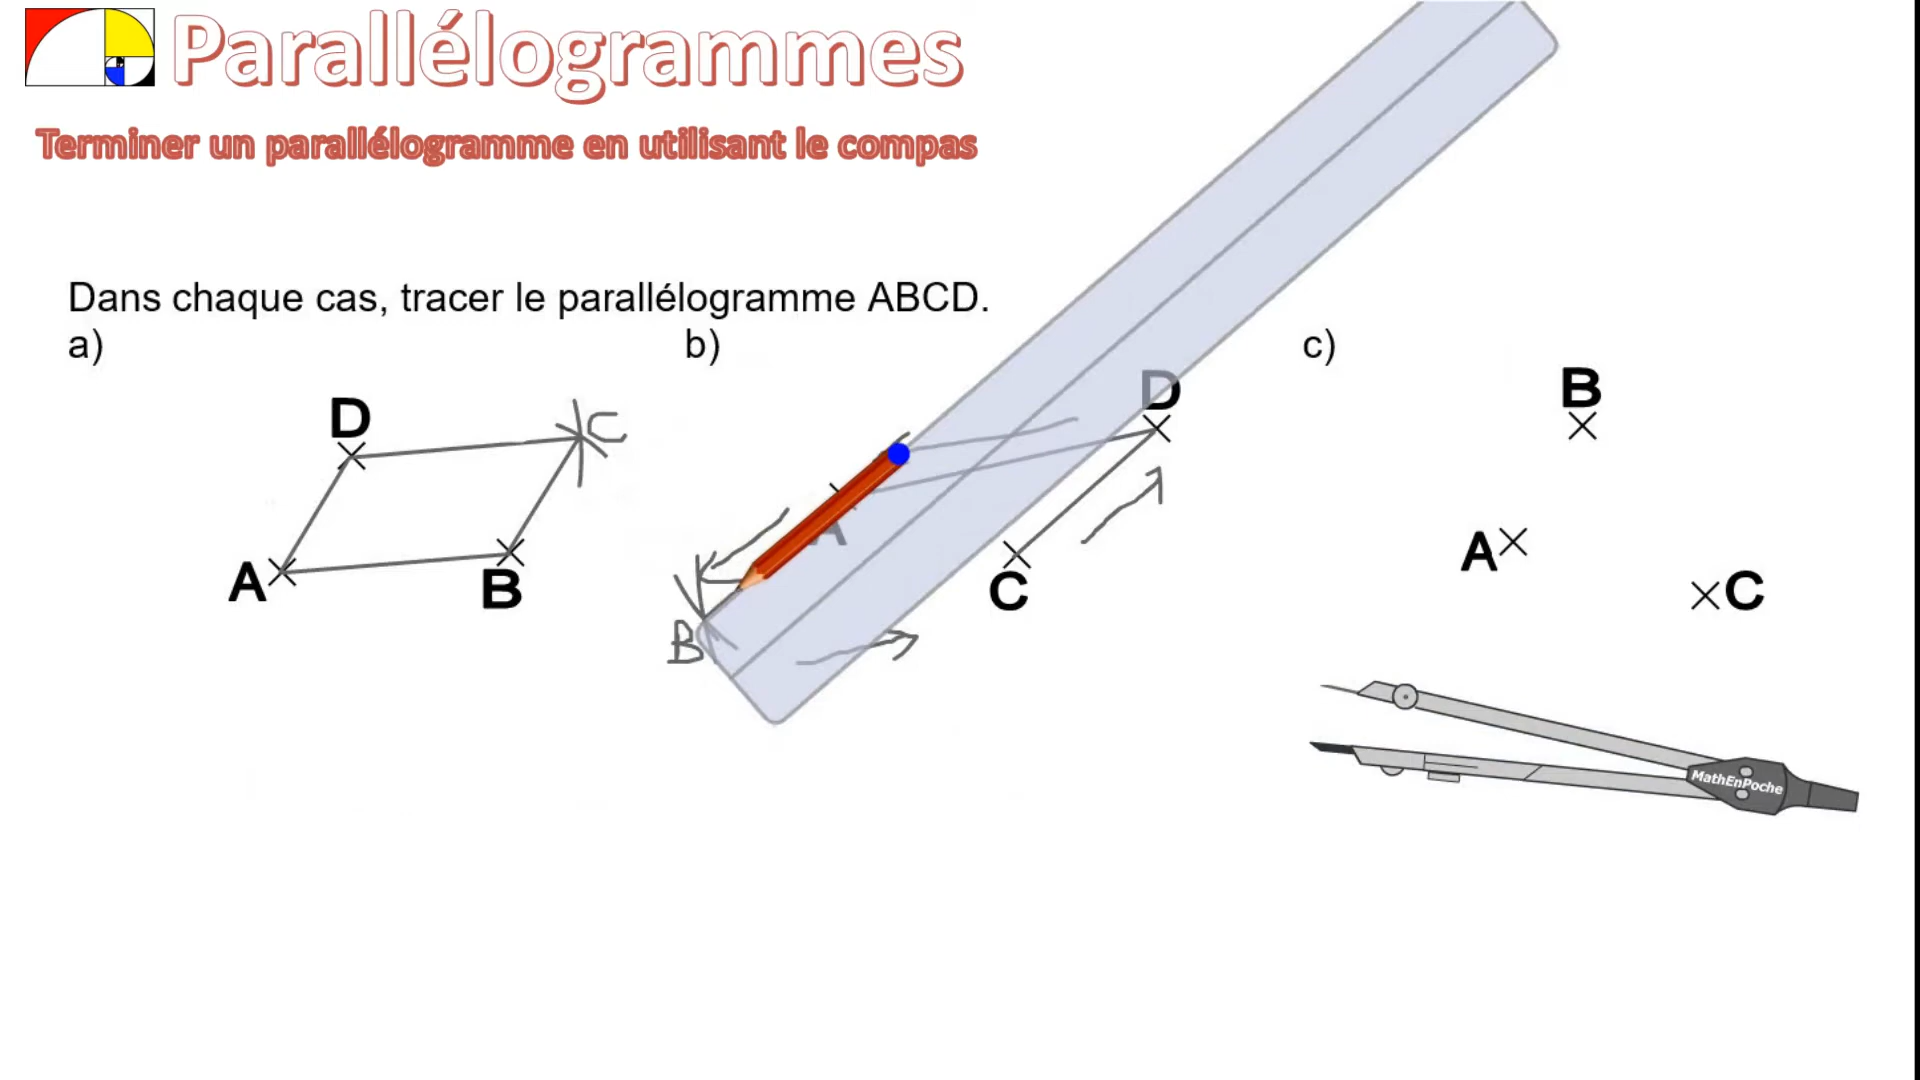 Parallélogrammes
Terminer un parallélogramme en utilisant le compas
Dans chaque cas, tracer le parallélogramme ABCD.
a)
b)
c)
D
C
A
B
D
A
C
B
B
A
C
MathEnPoche